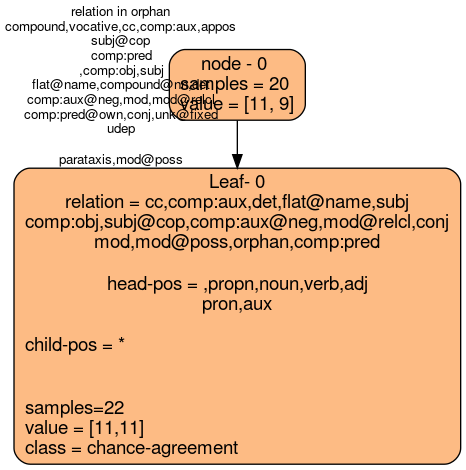 relation in orphan
compound,vocative,cc,comp:aux,appos
subj@cop
comp:pred
,comp:obj,subj
flat@name,compound@nn,det
comp:aux@neg,mod,mod@relcl
comp:pred@own,conj,unk@fixed
udep
parataxis,mod@poss
node - 0
samples = 20
value = [11, 9]
Leaf- 0
relation = cc,comp:aux,det,flat@name,subj
comp:obj,subj@cop,comp:aux@neg,mod@relcl,conj
mod,mod@poss,orphan,comp:pred
head-pos = ,propn,noun,verb,adj
pron,aux
child-pos = *
samples=22
value = [11,11]
class = chance-agreement